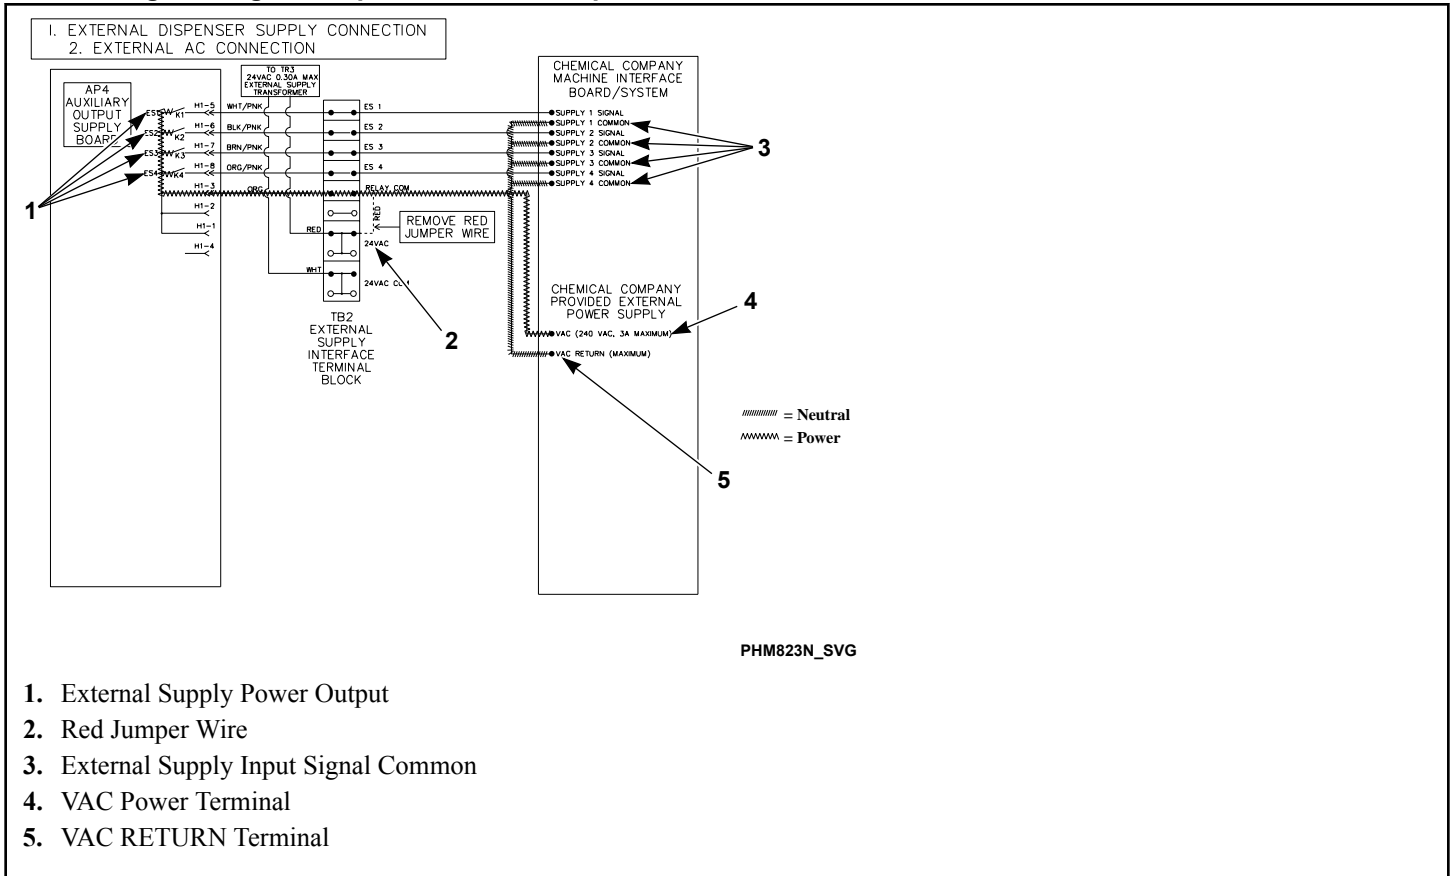 1. EXTERNAL DISPENSER SUPPLY CONNECTION
2. EXTERNAL AC CONNECTION
AP4
AUXILIARY
OUTPUT
SUPPLY
BOARD
TO TR3
24VAC 0.30A MAX
EXTERNAL SUPPLY
TRANSFORMER
CHEMICAL COMPANY
MACHINE INTERFACE
BOARD/SYSTEM
ES1 K1 H1-5 WHT/PNK ES 1
ES2 K2 H1-6 BLK/PNK ES 2
ES3 K3 H1-7 BRN/PNK ES 3
ES4 K4 H1-8 ORG/PNK ES 4
H1-3 ORG RELAY COM
H1-2
H1-1
H1-4
SUPPLY 1 SIGNAL
SUPPLY 1 COMMON
SUPPLY 2 SIGNAL
SUPPLY 2 COMMON
SUPPLY 3 SIGNAL
SUPPLY 3 COMMON
SUPPLY 4 SIGNAL
SUPPLY 4 COMMON
1
3
RED
REMOVE RED
JUMPER WIRE
RED
24VAC
WHT
24VAC
2
TB2
EXTERNAL
SUPPLY
INTERFACE
TERMINAL
BLOCK
CHEMICAL COMPANY
PROVIDED EXTERNAL
POWER SUPPLY
4
VAC (240 VAC, 3A MAXIMUM)
VAC RETURN (MAXIMUM)
5
= Neutral
= Power
PHM823N_SVG
1. External Supply Power Output
2. Red Jumper Wire
3. External Supply Input Signal Common
4. VAC Power Terminal
5. VAC RETURN Terminal